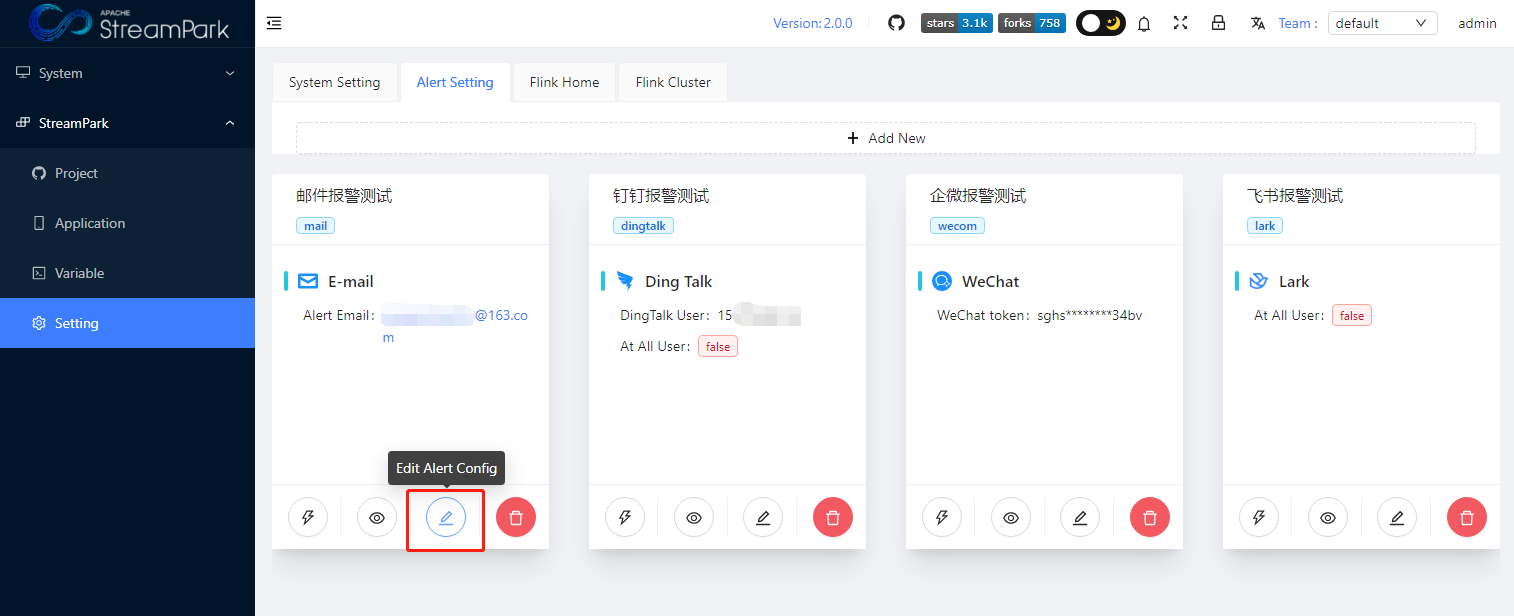 APACHE
StreamPark
Version: 2.0.0
stars 3.1k
forks 758
Team :
default
admin
System
StreamPark
Project
Application
Variable
Setting
System Setting
Alert Setting
Flink Home
Flink Cluster
Add New
邮件报警测试
mail
E-mail
Alert Email:
@163.co
m
Edit Alert Config
钉钉报警测试
dingtalk
Ding Talk
DingTalk User: 15
At All User: false
企微报警测试
wecom
WeChat
WeChat token: sghs********34bv
飞书报警测试
lark
Lark
At All User: false